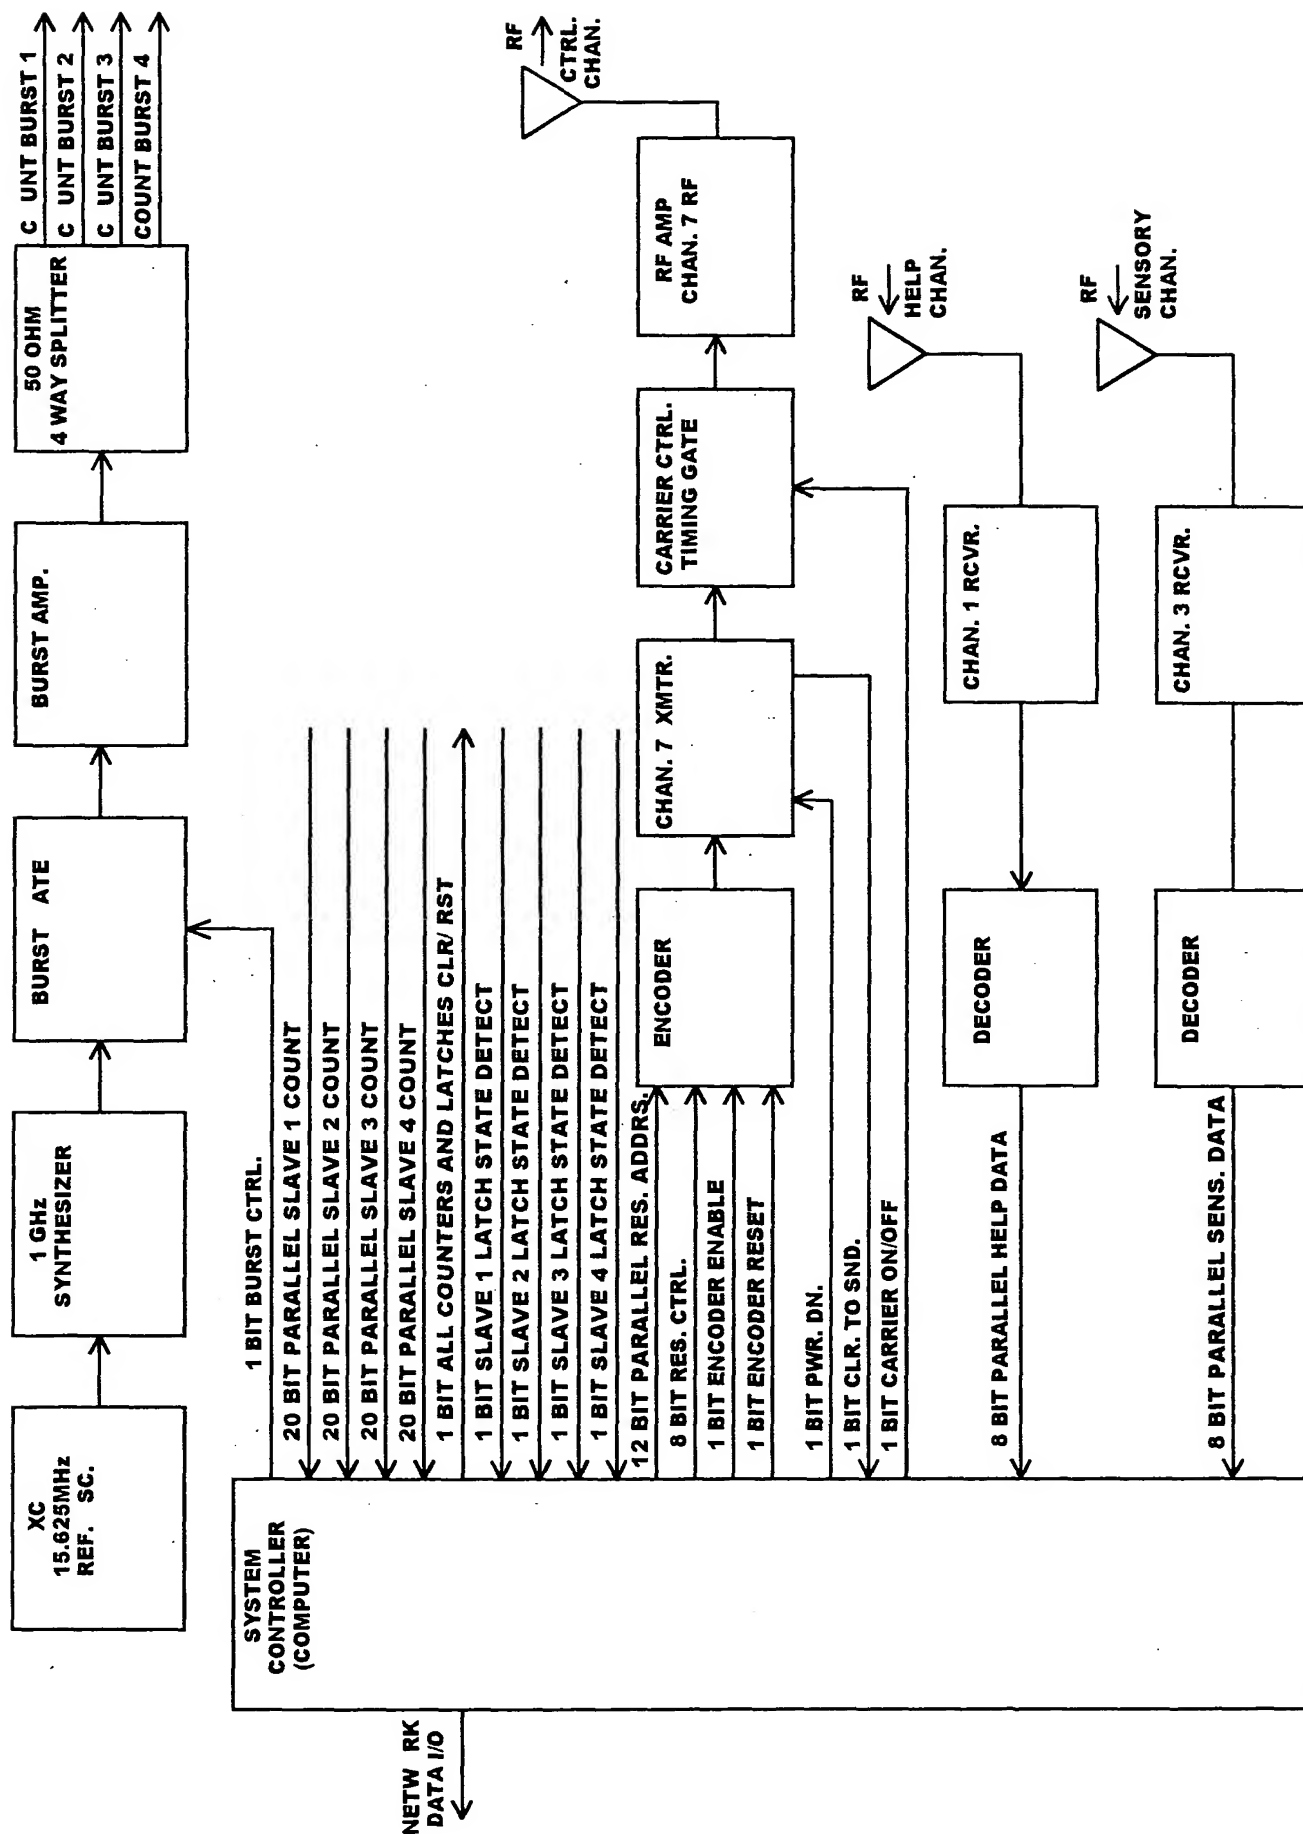 XC
15.625MHz
REF. SC.
1 GHz
SYNTHESIZER
BURST ATE
BURST AMP.
50 OHM
4 WAY SPLITTER
C UNT BURST 1
C UNT BURST 2
C UNT BURST 3
COUNT BURST 4
NETW RK
DATA I/O
SYSTEM
CONTROLLER
(COMPUTER)
1 BIT BURST CTRL.
20 BIT PARALLEL SLAVE 1 COUNT
20 BIT PARALLEL SLAVE 2 COUNT
20 BIT PARALLEL SLAVE 3 COUNT
20 BIT PARALLEL SLAVE 4 COUNT
1 BIT ALL COUNTERS AND LATCHES CLR/ RST
1 BIT SLAVE 1 LATCH STATE DETECT
1 BIT SLAVE 2 LATCH STATE DETECT
1 BIT SLAVE 3 LATCH STATE DETECT
1 BIT SLAVE 4 LATCH STATE DETECT
12 BIT PARALLEL RES. ADDRS.
8 BIT RES. CTRL.
1 BIT ENCODER ENABLE
1 BIT ENCODER RESET
1 BIT PWR. DN.
1 BIT CLR. TO SND.
1 BIT CARRIER ON/OFF
ENCODER
CHAN. 7 XMTR.
CARRIER CTRL.
TIMING GATE
RF AMP
CHAN. 7 RF
RF
CTRL.
CHAN.
8 BIT PARALLEL HELP DATA
DECODER
CHAN. 1 RCVR.
RF
HELP
CHAN.
8 BIT PARALLEL SENS. DATA
DECODER
CHAN. 3 RCVR.
RF
SENSORY
CHAN.